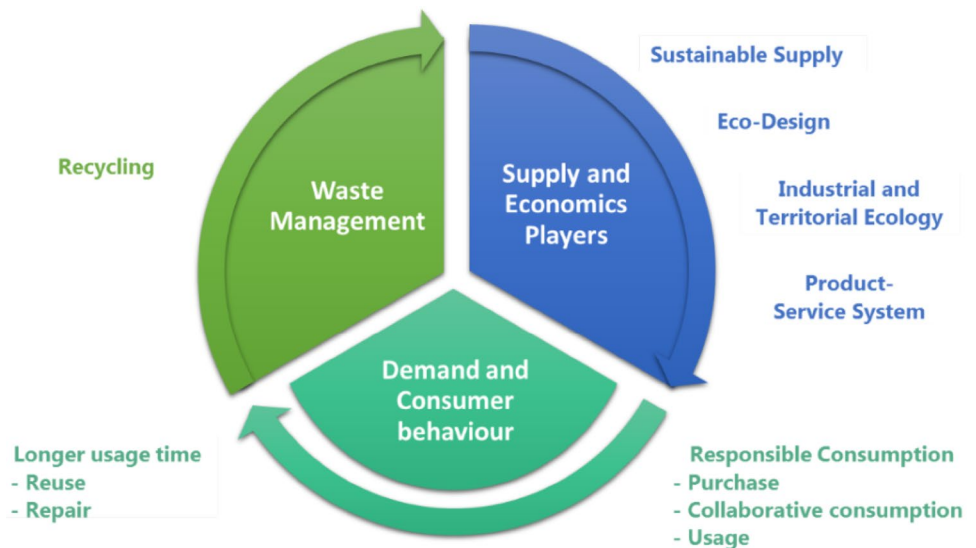 Sustainable Supply
Eco-Design
Recycling
Waste
Management
Supply and
Economics
Players
Industrial and
Territorial Ecology
Product-
Service System
Demand and
Consumer
behaviour
Longer usage time
- Reuse
- Repair
Responsible Consumption
- Purchase
- Collaborative consumption
- Usage